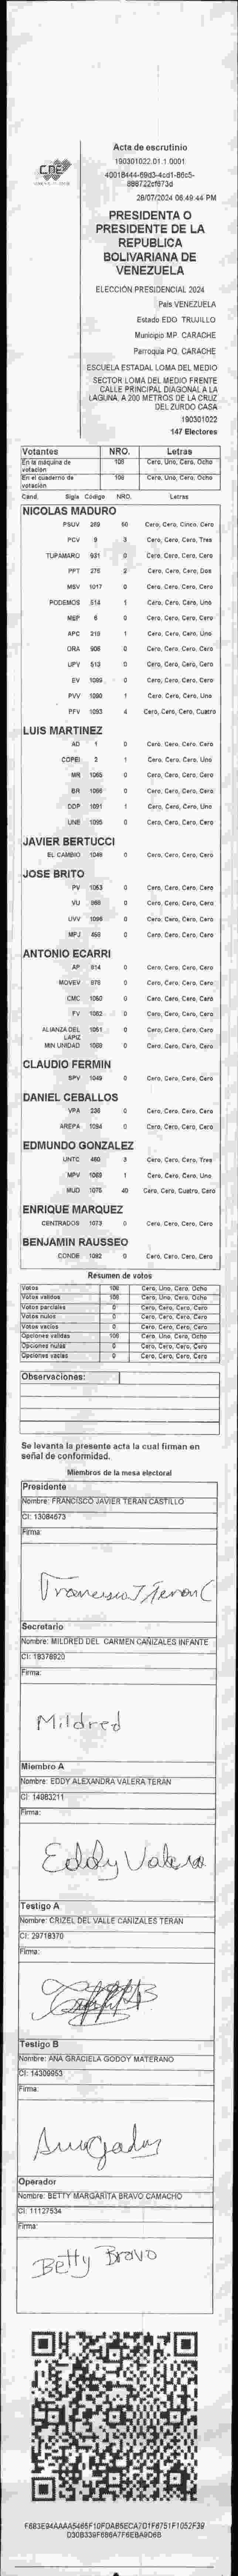 CNE
Acta de escrutinio
190301022.01.1.0001
28/07/2024 06:49:44 PM
PRESIDENTA O
PRESIDENTE DE LA
REPUBLICA
BOLIVARIANA DE
VENEZUELA
ELECCIÓN PRESIDENCIAL 2024
País VENEZUELA
Estado EDO. TRUJILLO
Municipio MP. CARACHE
Parroquia PQ. CARACHE
ESCUELA ESTADAL LOMA DEL MEDIO
SECTOR LOMA DEL MEDIO FRENTE
CALLE PRINCIPAL DIAGONAL A LA
LAGUNA. A 200 METROS DE LA CRUZ
DEL ZURDO CASA
190301022
147 Electores
Votantes NRO. Letras
En la máquina de votación 108 Cero, Uno, Cero, Ocho
En el cuaderno de votación 108 Cero, Uno, Cero, Ocho
Cand. Sigla Código NRO. Letras
NICOLAS MADURO
PSUV 289 50 Cero, Cero, Cinco, Cero
PCV 9 3 Cero, Cero, Cero, Tres
TUPAMARO 931 0 Cero, Cero, Cero, Cero
PPT 275 2 Cero, Cero, Cero, Dos
MSV 1017 0 Cero, Cero, Cero, Cero
PODEMOS 514 1 Cero, Cero, Cero, Uno
MEP 6 0 Cero, Cero, Cero, Cero
APC 218 1 Cero, Cero, Cero, Uno
ORA 906 0 Cero, Cero, Cero, Cero
UPV 513 0 Cero, Cero, Cero, Cero
EV 1089 0 Cero, Cero, Cero, Cero
PVV 1090 1 Cero, Cero, Cero, Uno
PFV 1093 4 Cero, Cero, Cero, Cuatro
LUIS MARTINEZ
AD 1 0 Cero, Cero, Cero, Cero
COPEI 2 1 Cero, Cero, Cero, Uno
MR 1065 0 Cero, Cero, Cero, Cero
BR 1086 0 Cero, Cero, Cero, Cero
DDP 1091 1 Cero, Cero, Cero, Uno
UNE 1095 0 Cero, Cero, Cero, Cero
JAVIER BERTUCCI
EL CAMBIO 1048 0 Cero, Cero, Cero, Cero
JOSE BRITO
PV 1053 0 Cero, Cero, Cero, Cero
VU 868 0 Cero, Cero, Cero, Cero
UVV 1096 0 Cero, Cero, Cero, Cero
MPJ 458 0 Cero, Cero, Cero, Cero
ANTONIO ECARRI
AP 814 0 Cero, Cero, Cero, Cero
MOVEV 878 0 Cero, Cero, Cero, Cero
CMC 1050 0 Cero, Cero, Cero, Cero
FV 1052 0 Cero, Cero, Cero, Cero
ALIANZA DEL LAPIZ 1051 0 Cero, Cero, Cero, Cero
MIN UNIDAD 1088 0 Cero, Cero, Cero, Cero
CLAUDIO FERMIN
SPV 1049 0 Cero, Cero, Cero, Cero
DANIEL CEBALLOS
VPA 236 0 Cero, Cero, Cero, Cero
AREPA 1094 0 Cero, Cero, Cero, Cero
EDMUNDO GONZALEZ
UNTC 460 3 Cero, Cero, Cero, Tres
MPV 1069 1 Cero, Cero, Cero, Uno
MUD 1075 40 Cero, Cero, Cuatro, Cero
ENRIQUE MARQUEZ
CENTRADOS 1073 0 Cero, Cero, Cero, Cero
BENJAMIN RAUSSEO
CONDE 1092 0 Cero, Cero, Cero, Cero
Resumen de votos
Votos 108 Cero, Uno, Cero, Ocho
Votos válidos 108 Cero, Uno, Cero, Ocho
Votos parciales 0 Cero, Cero, Cero, Cero
Votos nulos 0 Cero, Cero, Cero, Cero
Votos vacíos 0 Cero, Cero, Cero, Cero
Opciones válidas 108 Cero, Uno, Cero, Ocho
Opciones nulas 0 Cero, Cero, Cero, Cero
Opciones vacías 0 Cero, Cero, Cero, Cero
Observaciones:
Se levanta la presente acta la cual firman en
señal de conformidad.
Miembros de la mesa electoral
Presidente
Nombre: FRANCISCO JAVIER TERAN CASTILLO
CI: 13084673
Firma:
Francisco J Teran C
Secretario
Nombre: MILDRED DEL CARMEN CAÑIZALES INFANTE
CI: 18378920
Firma:
Mildred
Miembro A
Nombre: EDDY ALEXANDRA VALERA TERAN
CI: 14983211
Firma:
Eddy Valera
Testigo A
Nombre: CRIZEL DEL VALLE CANIZALES TERAN
CI: 29718370
Firma:
Testigo B
Nombre: ANA GRACIELA GODOY MATERANO
CI: 14309953
Firma:
Operador
Nombre: BETTY MARGARITA BRAVO CAMACHO
CI: 11127534
Firma:
Betty Bravo